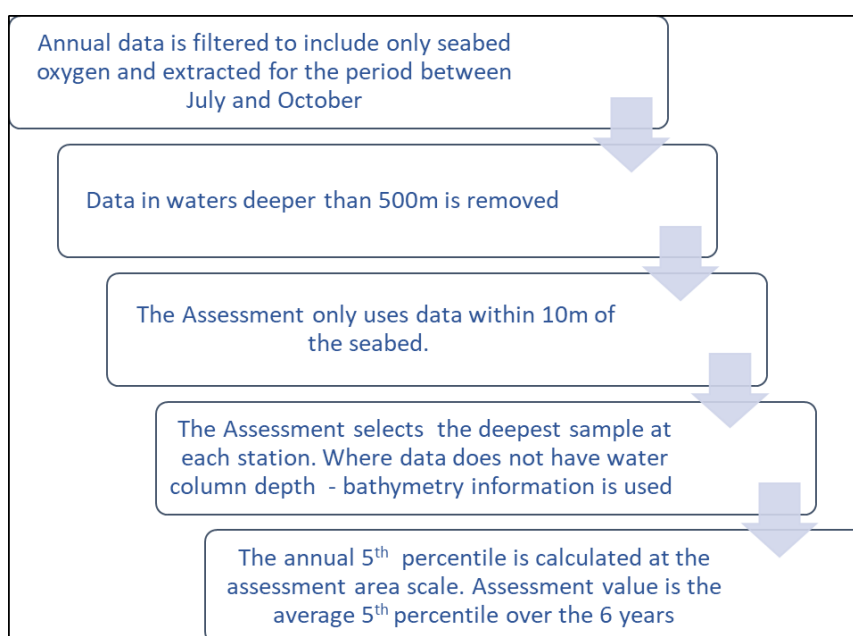 Annual data is filtered to include only seabed
oxygen and extracted for the period between
July and October
Data in waters deeper than 500m is removed
The Assessment only uses data within 10m of
the seabed.
The Assessment selects the deepest sample at
each station. Where data does not have water
column depth - bathymetry information is used
The annual 5th percentile is calculated at the
assessment area scale. Assessment value is the
average 5th percentile over the 6 years